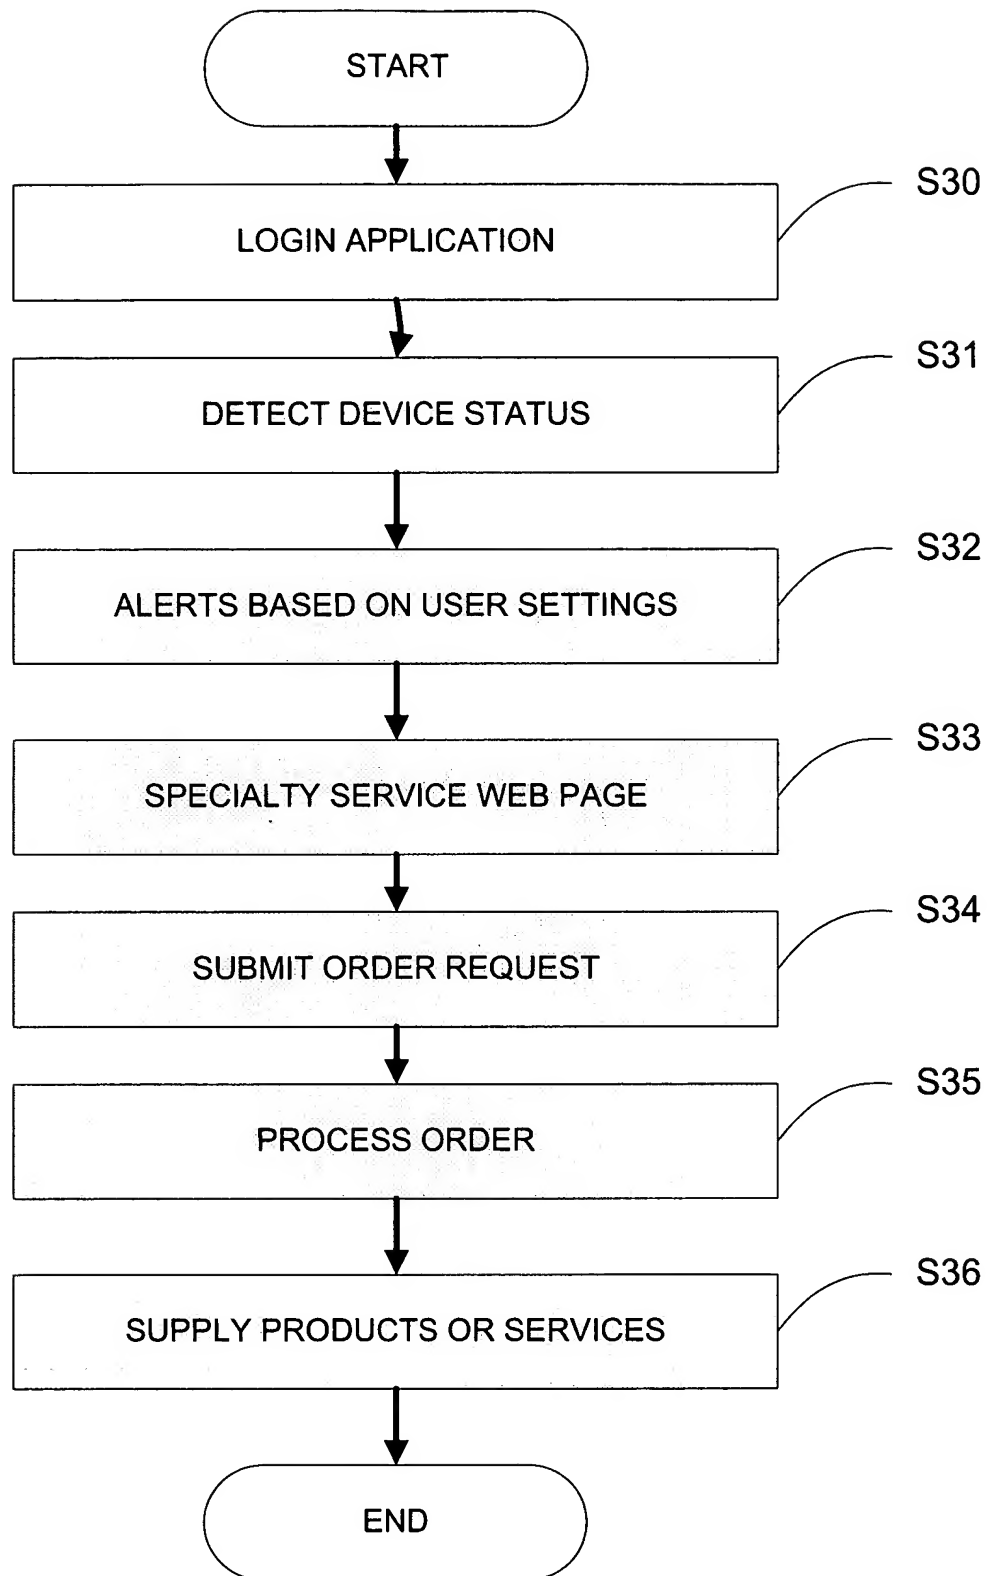 START
S30
LOGIN APPLICATION
S31
DETECT DEVICE STATUS
S32
ALERTS BASED ON USER SETTINGS
S33
SPECIALTY SERVICE WEB PAGE
S34
SUBMIT ORDER REQUEST
S35
PROCESS ORDER
S36
SUPPLY PRODUCTS OR SERVICES
END